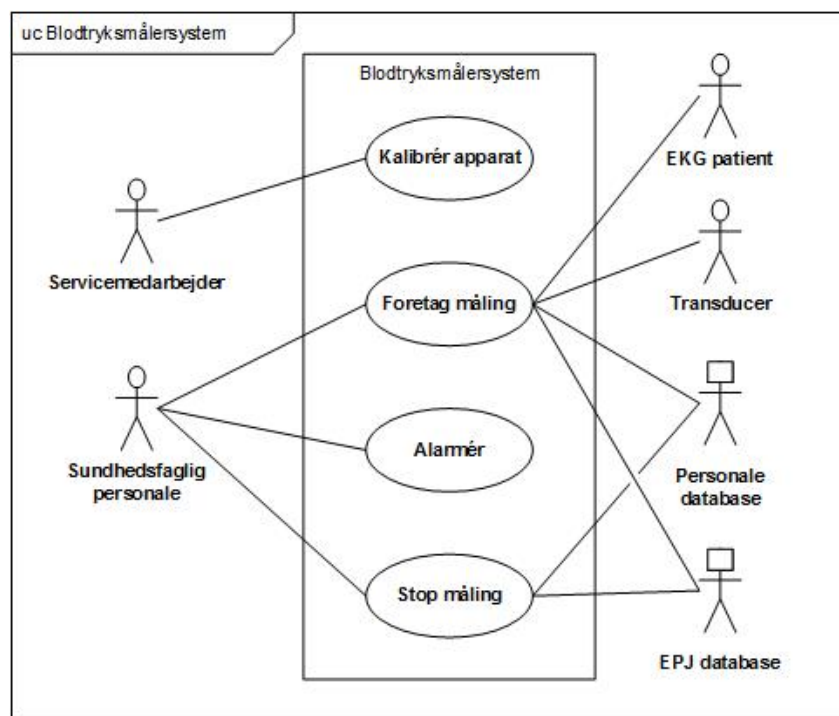 uc Blodtryksmålersystem
Blodtryksmålersystem
Kalibrér apparat
EKG patient
Servicemedarbejder
Foretag måling
Transducer
Sundhedsfaglig
personale
Alarmér
Personale
database
Stop måling
EPJ database